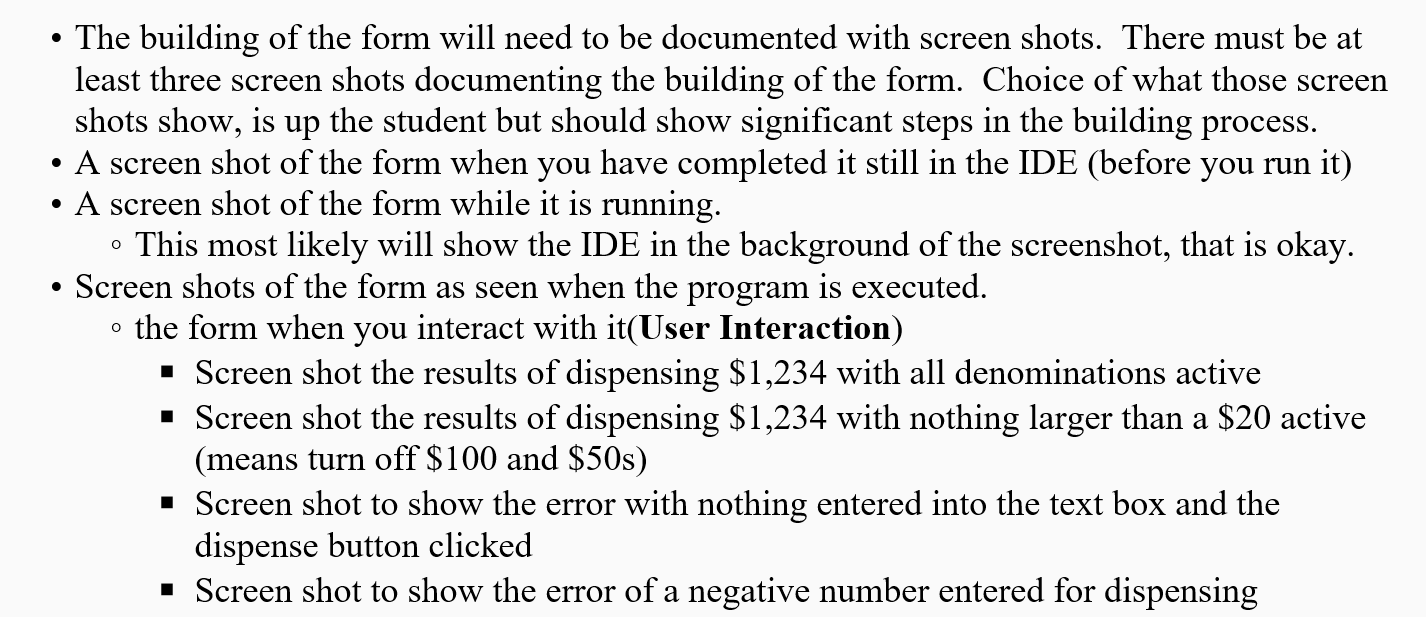 • The building of the form will need to be documented with screen shots.  There must be at
least three screen shots documenting the building of the form.  Choice of what those screen
shots show, is up the student but should show significant steps in the building process.
• A screen shot of the form when you have completed it still in the IDE (before you run it)
• A screen shot of the form while it is running.
◦ This most likely will show the IDE in the background of the screenshot, that is okay.
• Screen shots of the form as seen when the program is executed.
◦ the form when you interact with it(User Interaction)
▪ Screen shot the results of dispensing $1,234 with all denominations active
▪ Screen shot the results of dispensing $1,234 with nothing larger than a $20 active
(means turn off $100 and $50s)
▪ Screen shot to show the error with nothing entered into the text box and the
dispense button clicked
▪ Screen shot to show the error of a negative number entered for dispensing